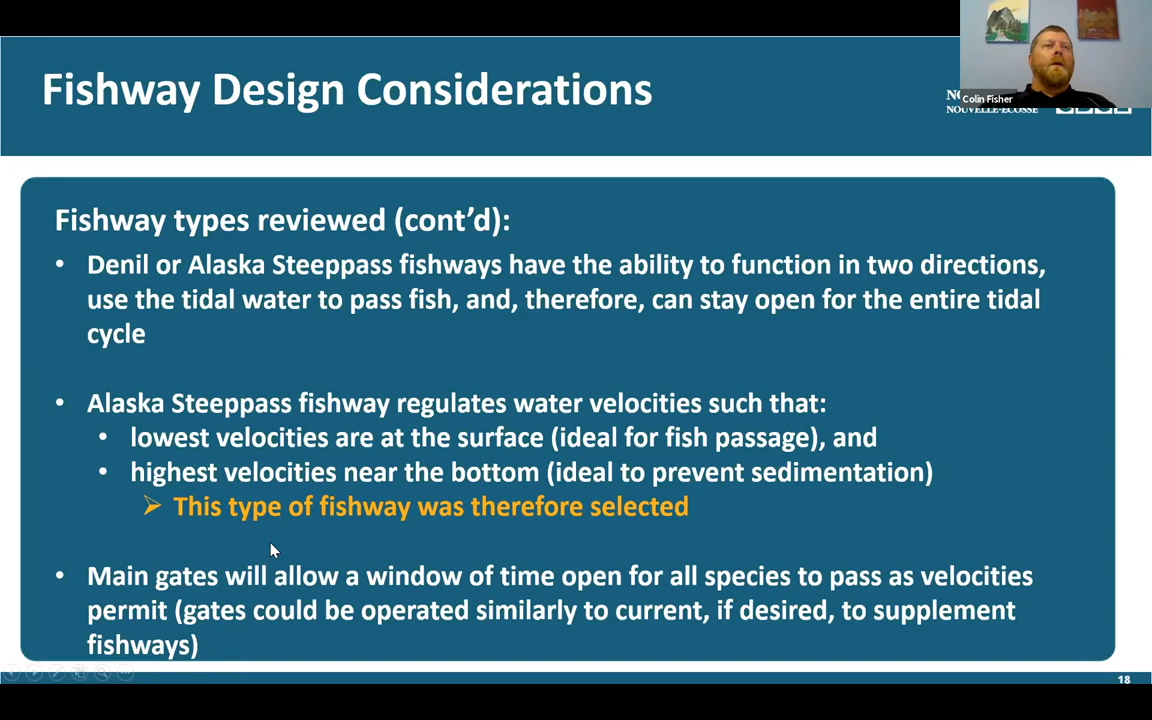 Fishway Design Considerations
Colin Fisher
NOUVELLE-ÉCOSSE
Fishway types reviewed (cont’d):
• Denil or Alaska Steeppass fishways have the ability to function in two directions,
use the tidal water to pass fish, and, therefore, can stay open for the entire tidal
cycle
• Alaska Steeppass fishway regulates water velocities such that:
• lowest velocities are at the surface (ideal for fish passage), and
• highest velocities near the bottom (ideal to prevent sedimentation)
➢ This type of fishway was therefore selected
• Main gates will allow a window of time open for all species to pass as velocities
permit (gates could be operated similarly to current, if desired, to supplement
fishways)
18